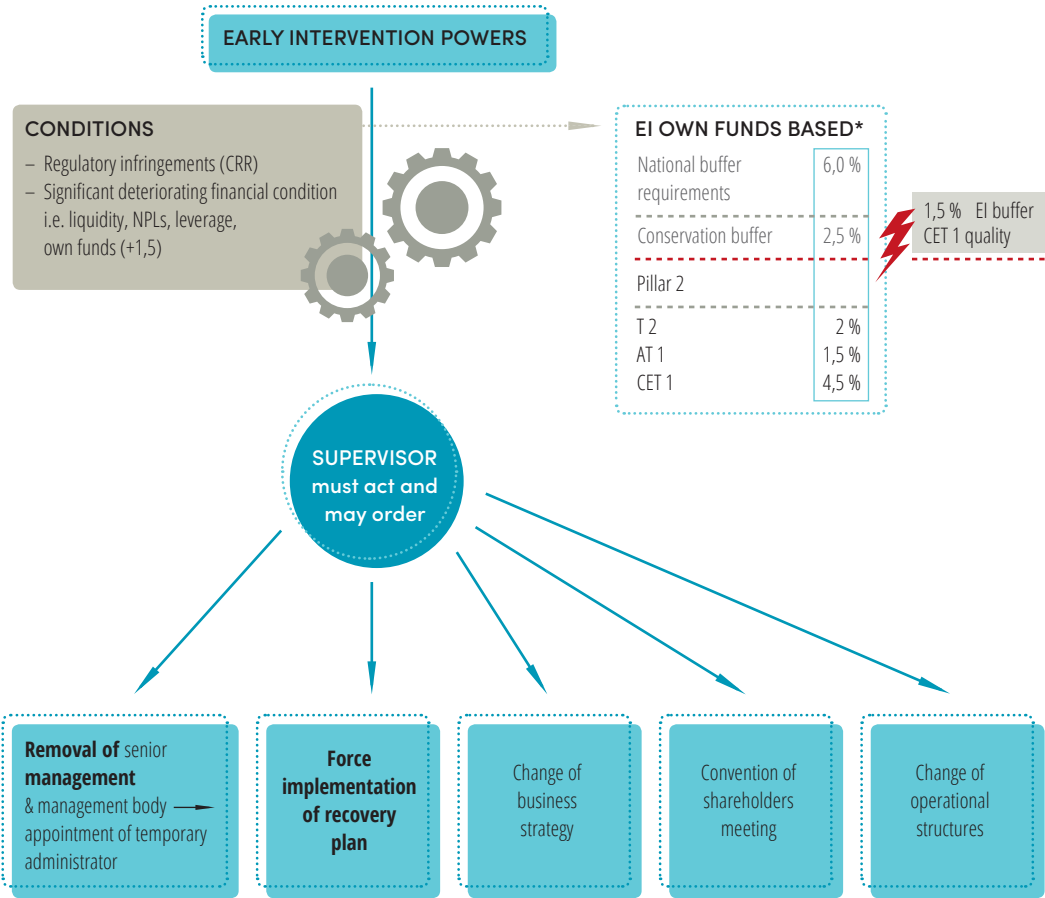 EARLY INTERVENTION POWERS
CONDITIONS
– Regulatory infringements (CRR)
– Significant deteriorating financial condition
i.e. liquidity, NPLs, leverage,
own funds (+1,5)
EI OWN FUNDS BASED*
National buffer 6,0 %
requirements
Conservation buffer 2,5 %
Pillar 2
T 2 2 %
AT 1 1,5 %
CET 1 4,5 %
1,5 % EI buffer
CET 1 quality
SUPERVISOR
must act and
may order
Removal of senior
management
& management body
appointment of temporary
administrator
Force
implementation
of recovery
plan
Change of
business
strategy
Convention of
shareholders
meeting
Change of
operational
structures